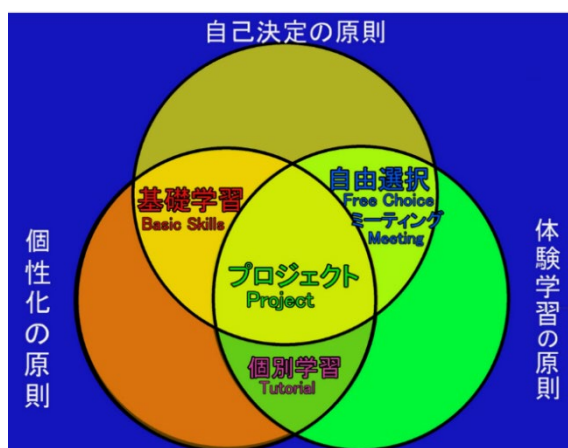 自己決定の原則
基礎学習
Basic Skills
自由選択
Free Choice
ミーティング
Meeting
個性化の原則
体験学習の原則
プロジェクト
Project
個別学習
Tutorial